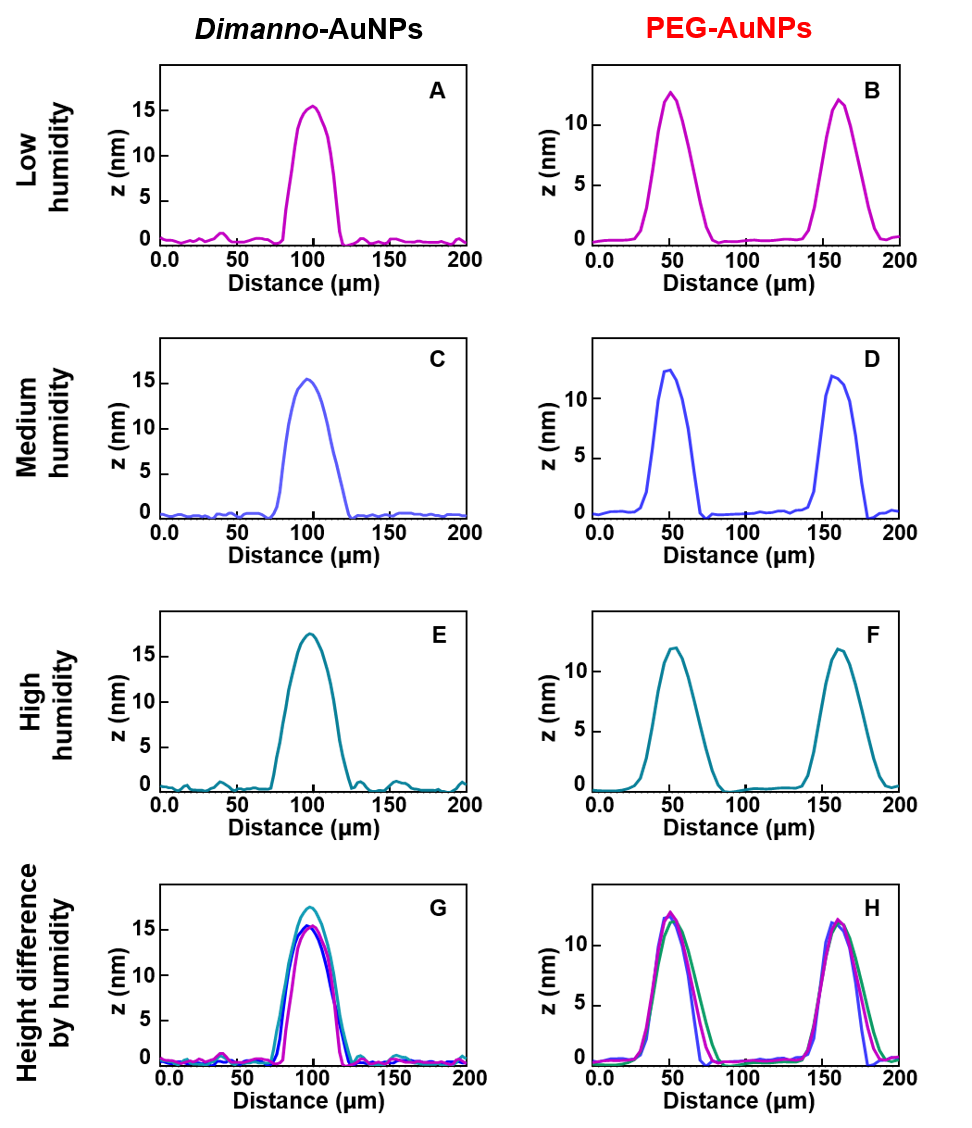 Dimanno-AuNPs
PEG-AuNPs
Low
humidity
z (nm)
15
10
5
0
A
0.0 50 100 150 200
Distance (µm)
z (nm)
10
5
0
B
0.0 50 100 150 200
Distance (µm)
Medium
humidity
z (nm)
15
10
5
0
C
0.0 50 100 150 200
Distance (µm)
z (nm)
10
5
0
D
0.0 50 100 150 200
Distance (µm)
High
humidity
z (nm)
15
10
5
0
E
0.0 50 100 150 200
Distance (µm)
z (nm)
10
5
0
F
0.0 50 100 150 200
Distance (µm)
Height difference
by humidity
z (nm)
15
10
5
0
G
0.0 50 100 150 200
Distance (µm)
z (nm)
10
5
0
H
0.0 50 100 150 200
Distance (µm)